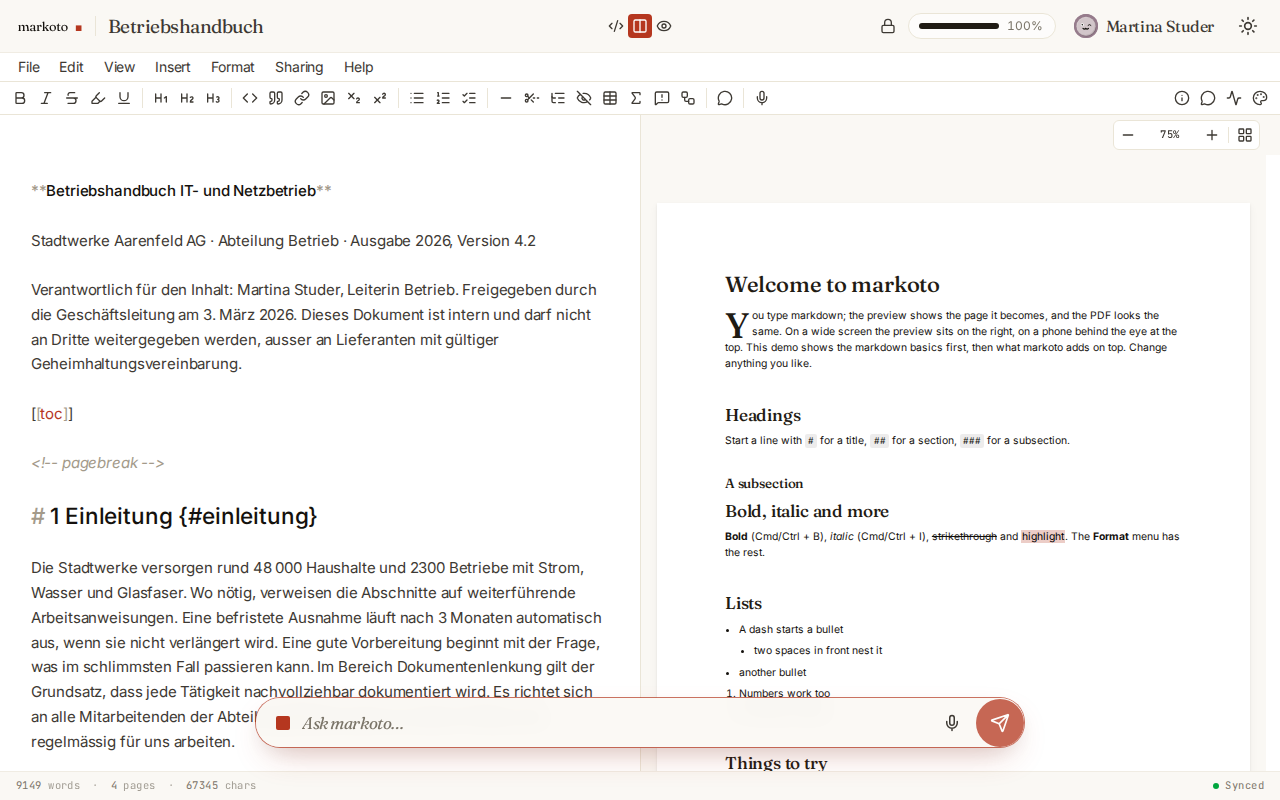 markoto
Betriebshandbuch
100%
Martina Studer
File Edit View Insert Format Sharing Help
H1 H2 H3
75%
**Betriebshandbuch IT- und Netzbetrieb**
Stadtwerke Aarenfeld AG · Abteilung Betrieb · Ausgabe 2026, Version 4.2
Verantwortlich für den Inhalt: Martina Studer, Leiterin Betrieb. Freigegeben durch
die Geschäftsleitung am 3. März 2026. Dieses Dokument ist intern und darf nicht
an Dritte weitergegeben werden, ausser an Lieferanten mit gültiger
Geheimhaltungsvereinbarung.
[[toc]]
<!-- pagebreak -->
# 1 Einleitung {#einleitung}
Die Stadtwerke versorgen rund 48 000 Haushalte und 2300 Betriebe mit Strom,
Wasser und Glasfaser. Wo nötig, verweisen die Abschnitte auf weiterführende
Arbeitsanweisungen. Eine befristete Ausnahme läuft nach 3 Monaten automatisch
aus, wenn sie nicht verlängert wird. Eine gute Vorbereitung beginnt mit der Frage,
was im schlimmsten Fall passieren kann. Im Bereich Dokumentenlenkung gilt der
Grundsatz, dass jede Tätigkeit nachvollziehbar dokumentiert wird. Es richtet sich
an alle Mitarbeitenden der
regelmässig für uns arbeiten.
Welcome to markoto
You type markdown; the preview shows the page it becomes, and the PDF looks the
same. On a wide screen the preview sits on the right, on a phone behind the eye at the
top. This demo shows the markdown basics first, then what markoto adds on top. Change
anything you like.
Headings
Start a line with # for a title, ## for a section, ### for a subsection.
A subsection
Bold, italic and more
Bold (Cmd/Ctrl + B), italic (Cmd/Ctrl + I), strikethrough and highlight. The Format menu has
the rest.
Lists
• A dash starts a bullet
• two spaces in front nest it
• another bullet
1. Numbers work too
Things to try
Ask markoto...
9149 words · 4 pages · 67345 chars
Synced